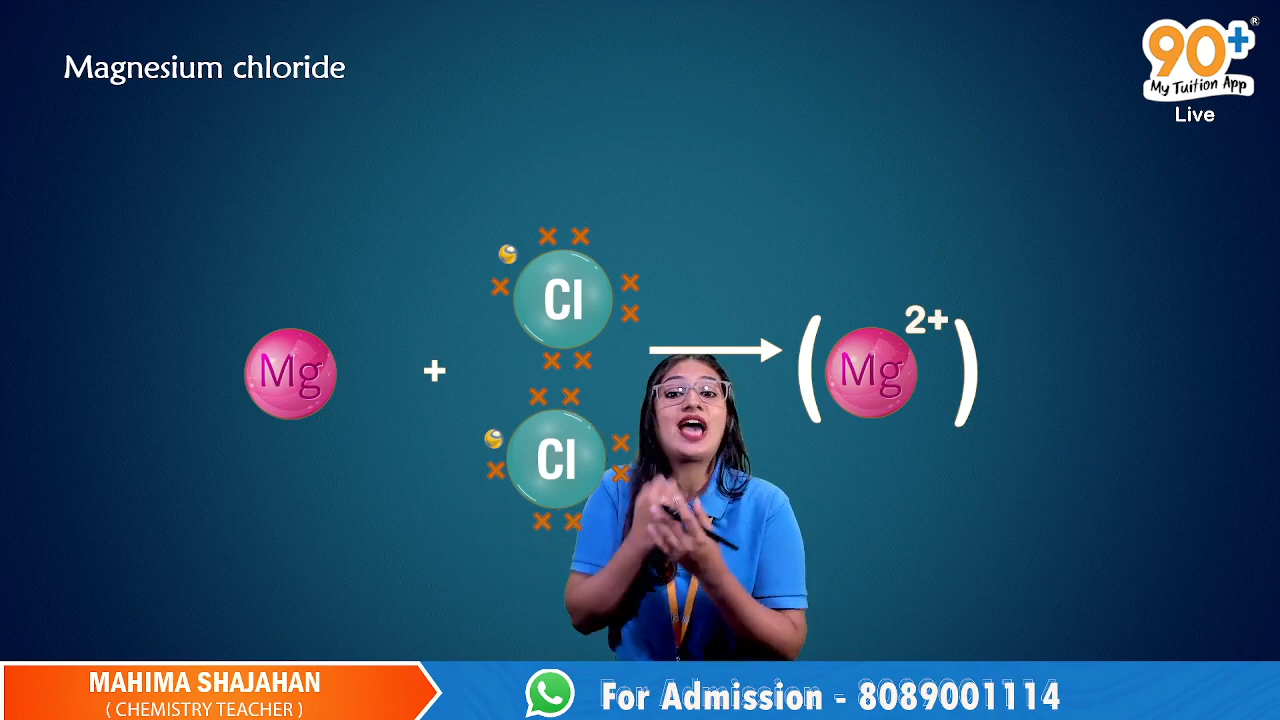 Magnesium chloride
90+
®
My Tuition App
Live
× ×
Cl
×
×
×
× ×
Mg
+
× ×
Cl
×
×
×
× ×
( Mg 2+ )
MAHIMA SHAJAHAN
( CHEMISTRY TEACHER )
For Admission - 8089001114